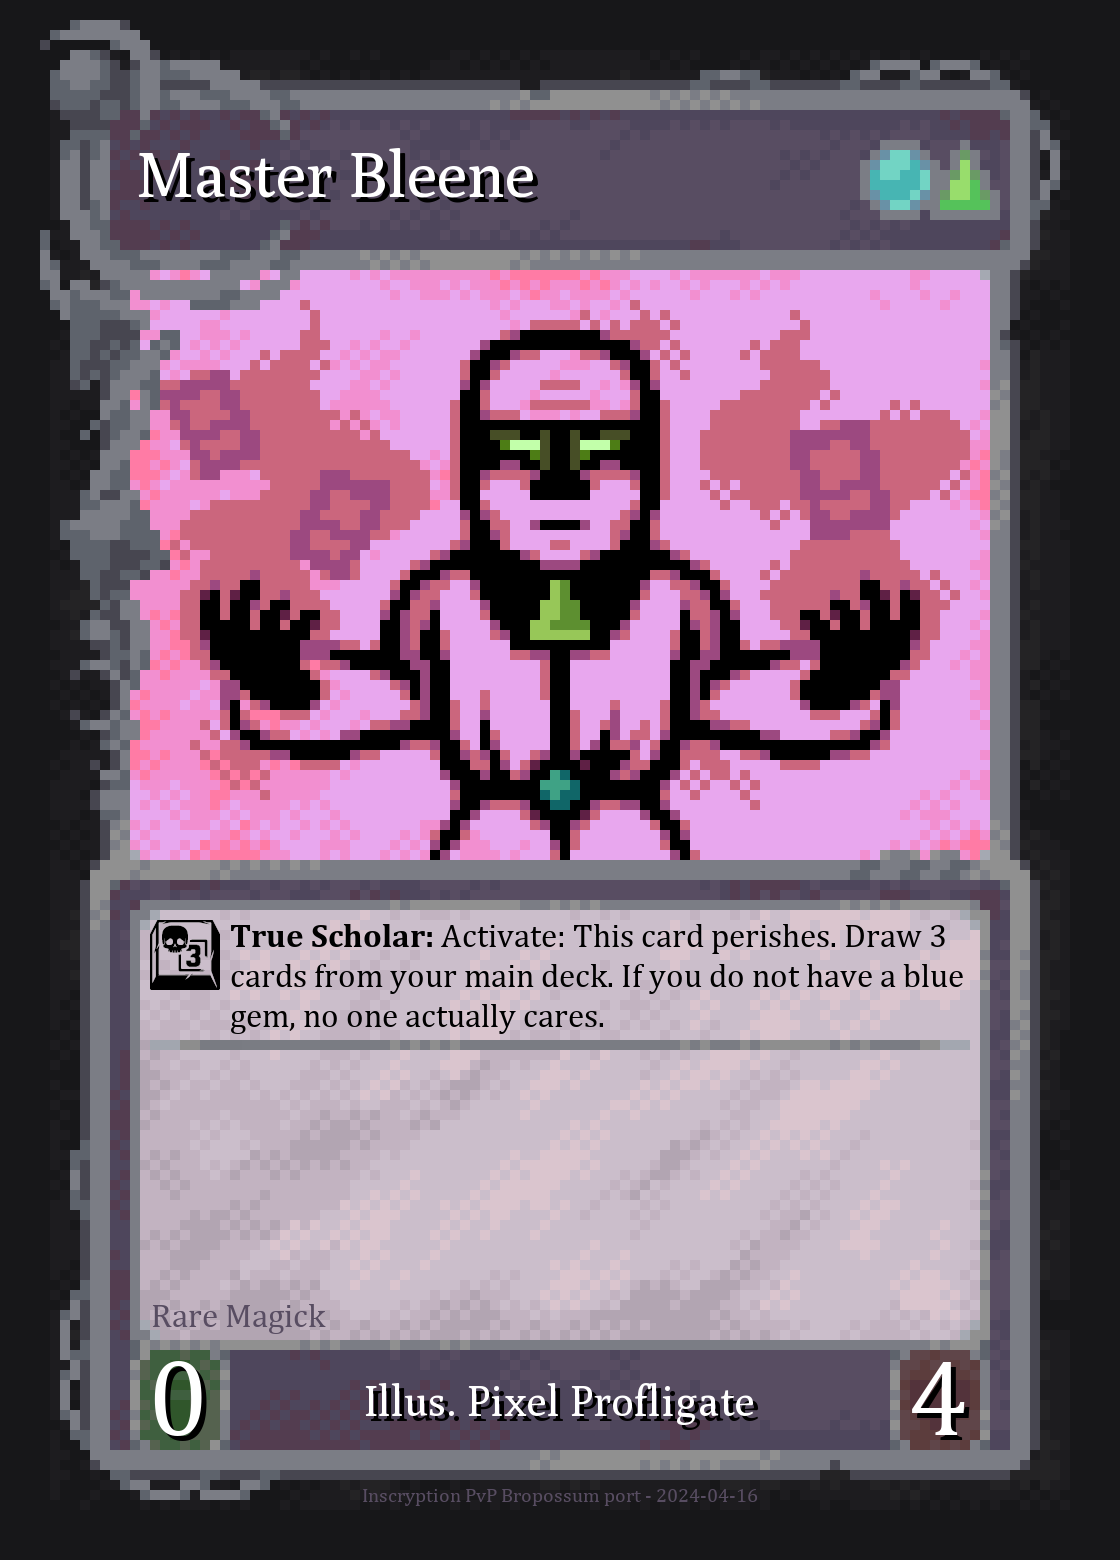 Master Bleene
True Scholar: Activate: This card perishes. Draw 3
cards from your main deck. If you do not have a blue
gem, no one actually cares.
3
Rare Magick
0
Illus. Pixel Profligate
4
Inscryption PvP Bropossum port - 2024-04-16